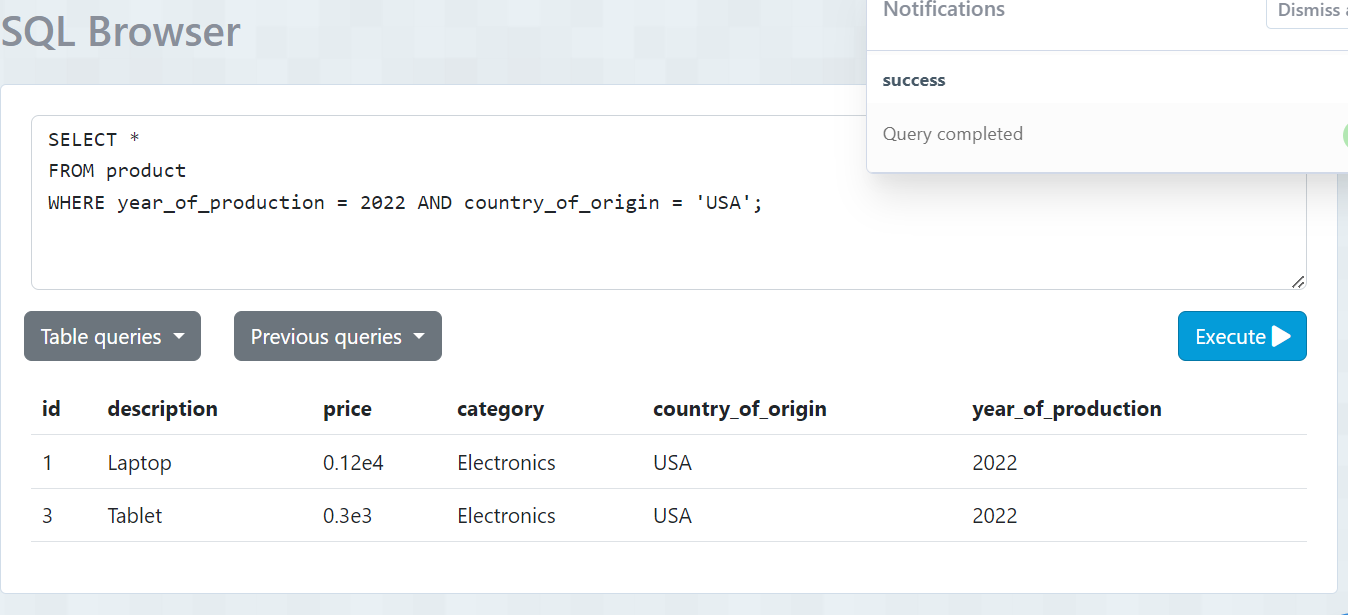 SQL Browser
Notifications
Dismiss
success
Query completed
SELECT *
FROM product
WHERE year_of_production = 2022 AND country_of_origin = 'USA';
Table queries
Previous queries
Execute
id description price category country_of_origin year_of_production
1 Laptop 0.12e4 Electronics USA 2022
3 Tablet 0.3e3 Electronics USA 2022